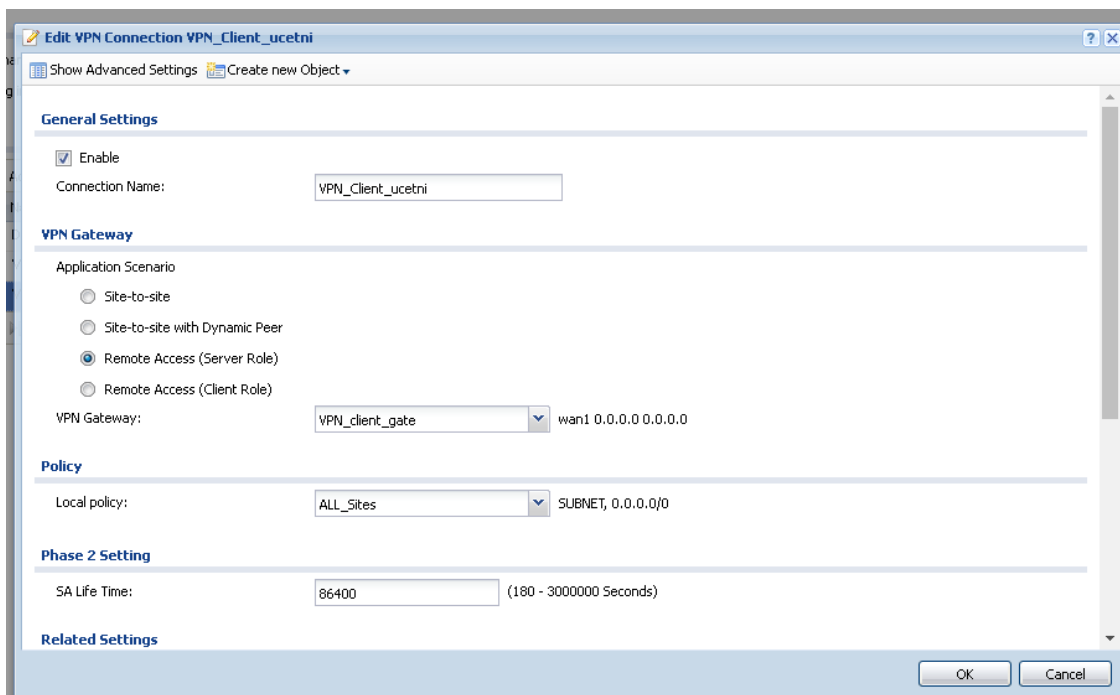 Edit VPN Connection VPN_Client_ucetni
Show Advanced Settings Create new Object
General Settings
Enable
Connection Name: VPN_Client_ucetni
VPN Gateway
Application Scenario
Site-to-site
Site-to-site with Dynamic Peer
Remote Access (Server Role)
Remote Access (Client Role)
VPN Gateway: VPN_client_gate wan1 0.0.0.0 0.0.0.0
Policy
Local policy: ALL_Sites SUBNET, 0.0.0.0/0
Phase 2 Setting
SA Life Time: 86400 (180 - 3000000 Seconds)
Related Settings
OK Cancel